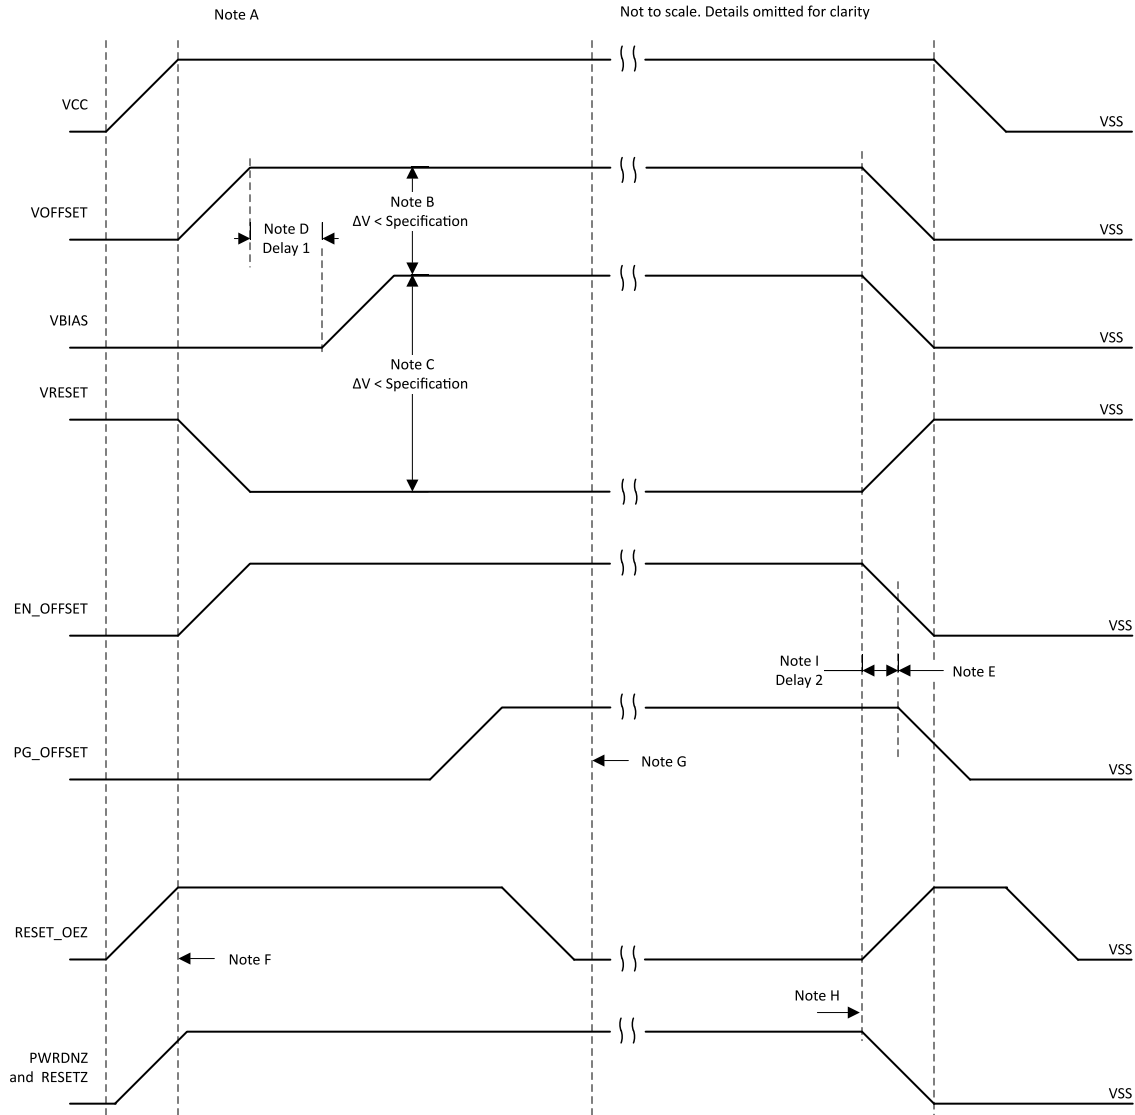 Note A
Not to scale. Details omitted for clarity
VCC
VSS
VOFFSET
Note B
ΔV < Specification
Note D
Delay 1
VSS
VBIAS
VSS
Note C
ΔV < Specification
VRESET
VSS
EN_OFFSET
VSS
Note I
Delay 2
Note E
PG_OFFSET
Note G
VSS
RESET_OEZ
Note F
VSS
Note H
PWRDNZ
and RESETZ
VSS